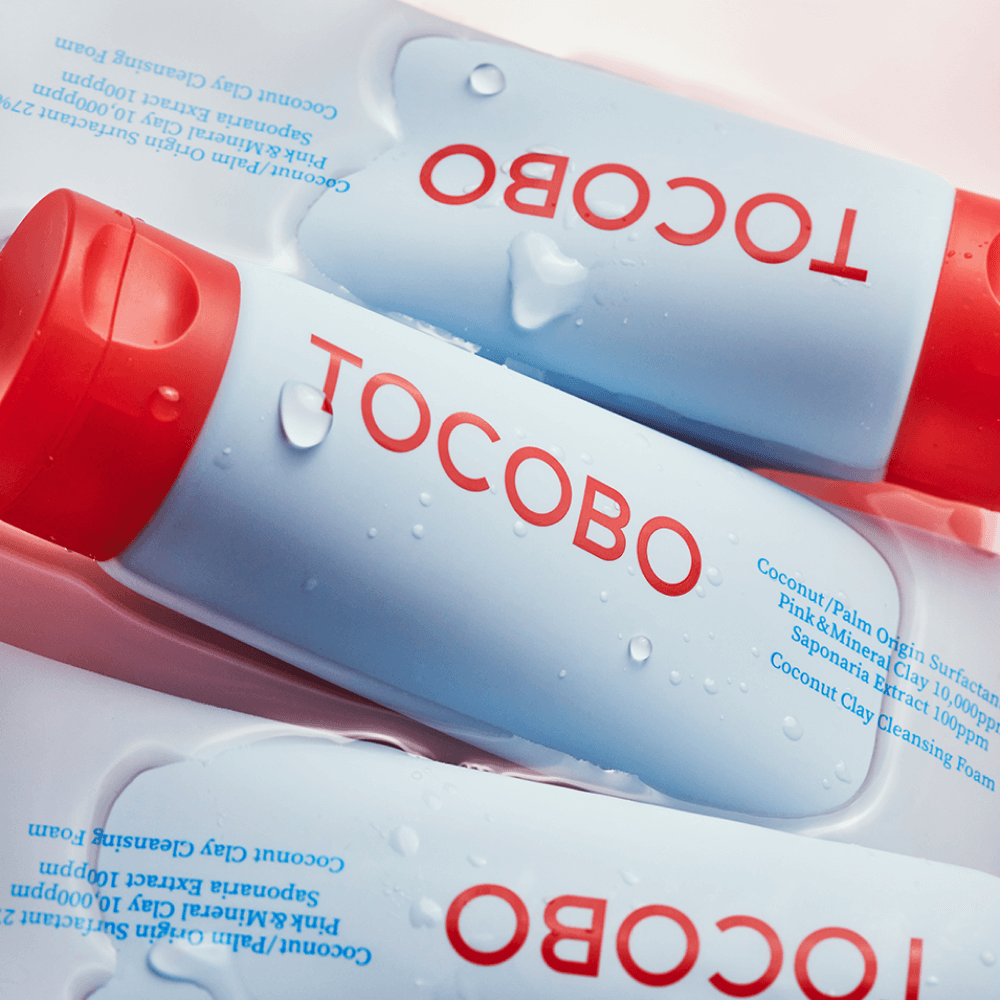 Coconut/Palm Origin Surfactant 27%
Pink&Mineral Clay 10,000ppm
Saponaria Extract 100ppm
Coconut Clay Cleansing Foam
TOCOBO
TOCOBO
Coconut/Palm Origin Surfactant
Pink&Mineral Clay 10,000ppm
Saponaria Extract 100ppm
Coconut Clay Cleansing Foam
TOCOBO
Coconut/Palm Origin Surfactant 2
Pink&Mineral Clay 10,000ppm
Saponaria Extract 100ppm
Coconut Clay Cleansing Foam